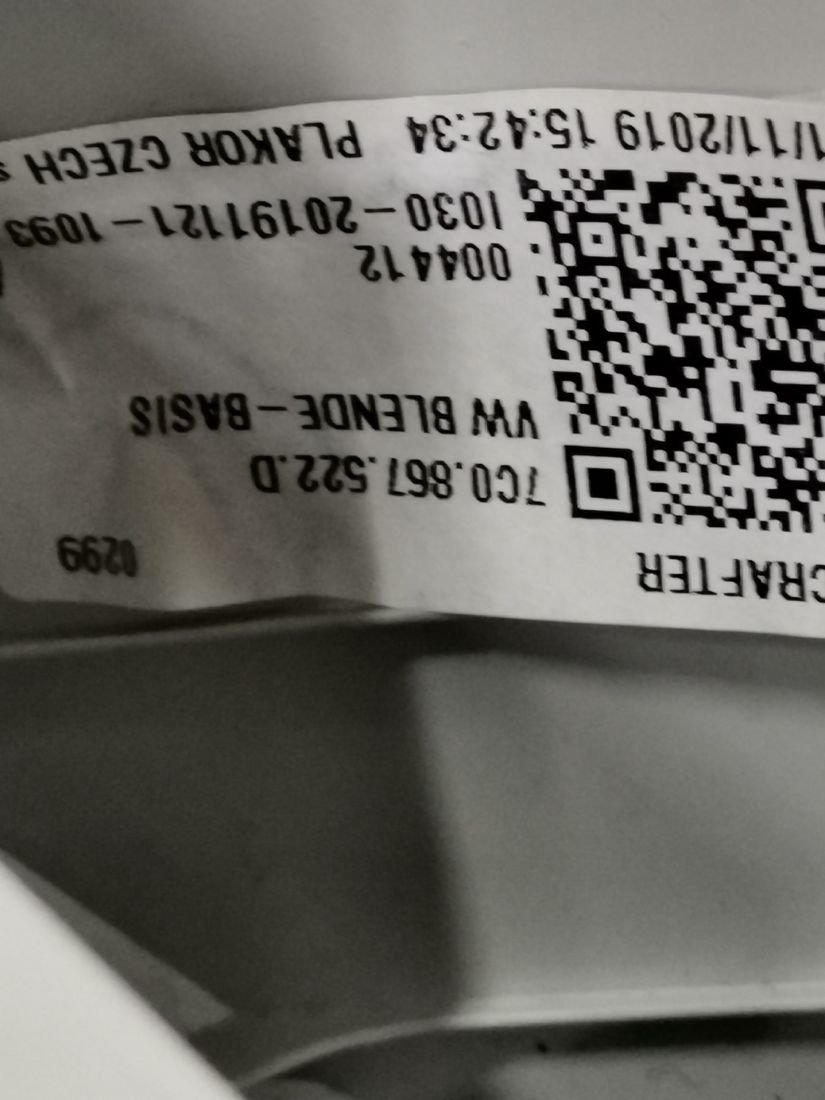 CRAFTER 0299
7C0.867.522.D
VW BLENDE-BASIS
004412
1030-20191121-1093
1/11/2019 15:42:34 PLAKOR CZECH s